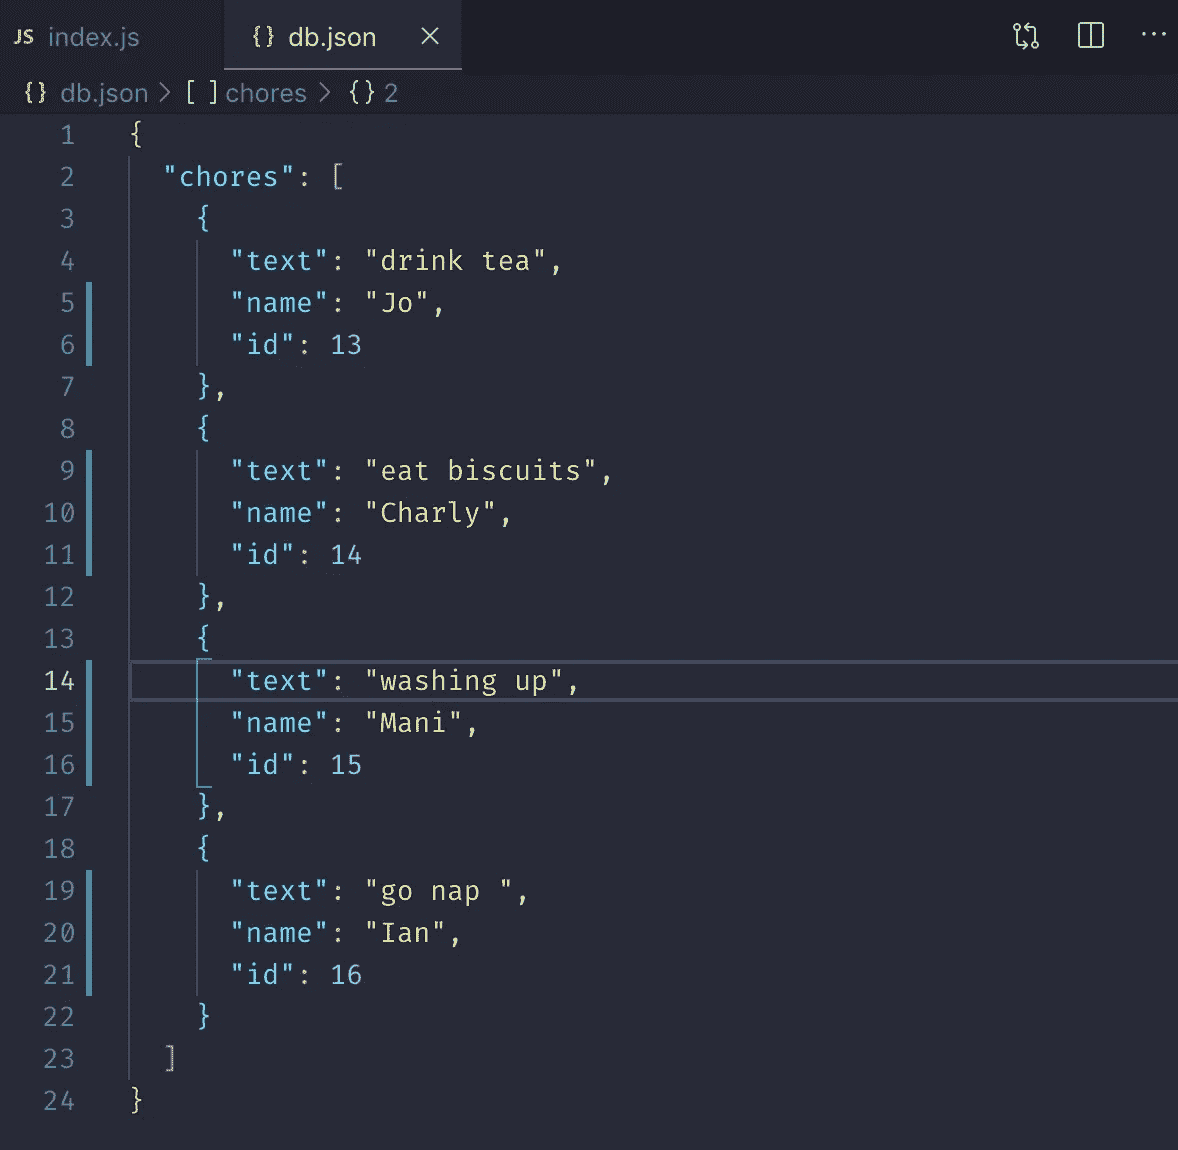 JS index.js {} db.json ×
{} db.json > [ ] chores > {} 2
1 {
2 "chores": [
3 {
4 "text": "drink tea",
5 "name": "Jo",
6 "id": 13
7 },
8 {
9 "text": "eat biscuits",
10 "name": "Charly",
11 "id": 14
12 },
13 {
14 "text": "washing up",
15 "name": "Mani",
16 "id": 15
17 },
18 {
19 "text": "go nap ",
20 "name": "Ian",
21 "id": 16
22 }
23 ]
24 }